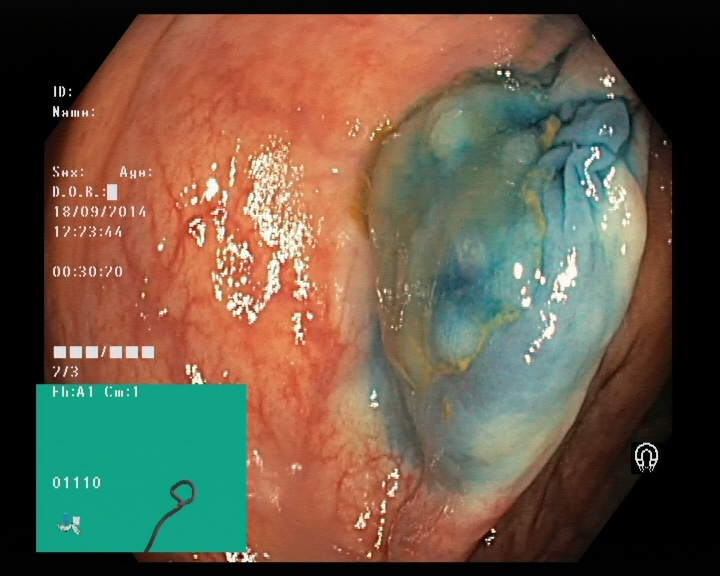 ID:
Name:
Sex: Age:
D.O.B.:
18/09/2014
12:23:44
00:30:20
■■■/■■■
2/3
Eh:A1 Cm:1
01110